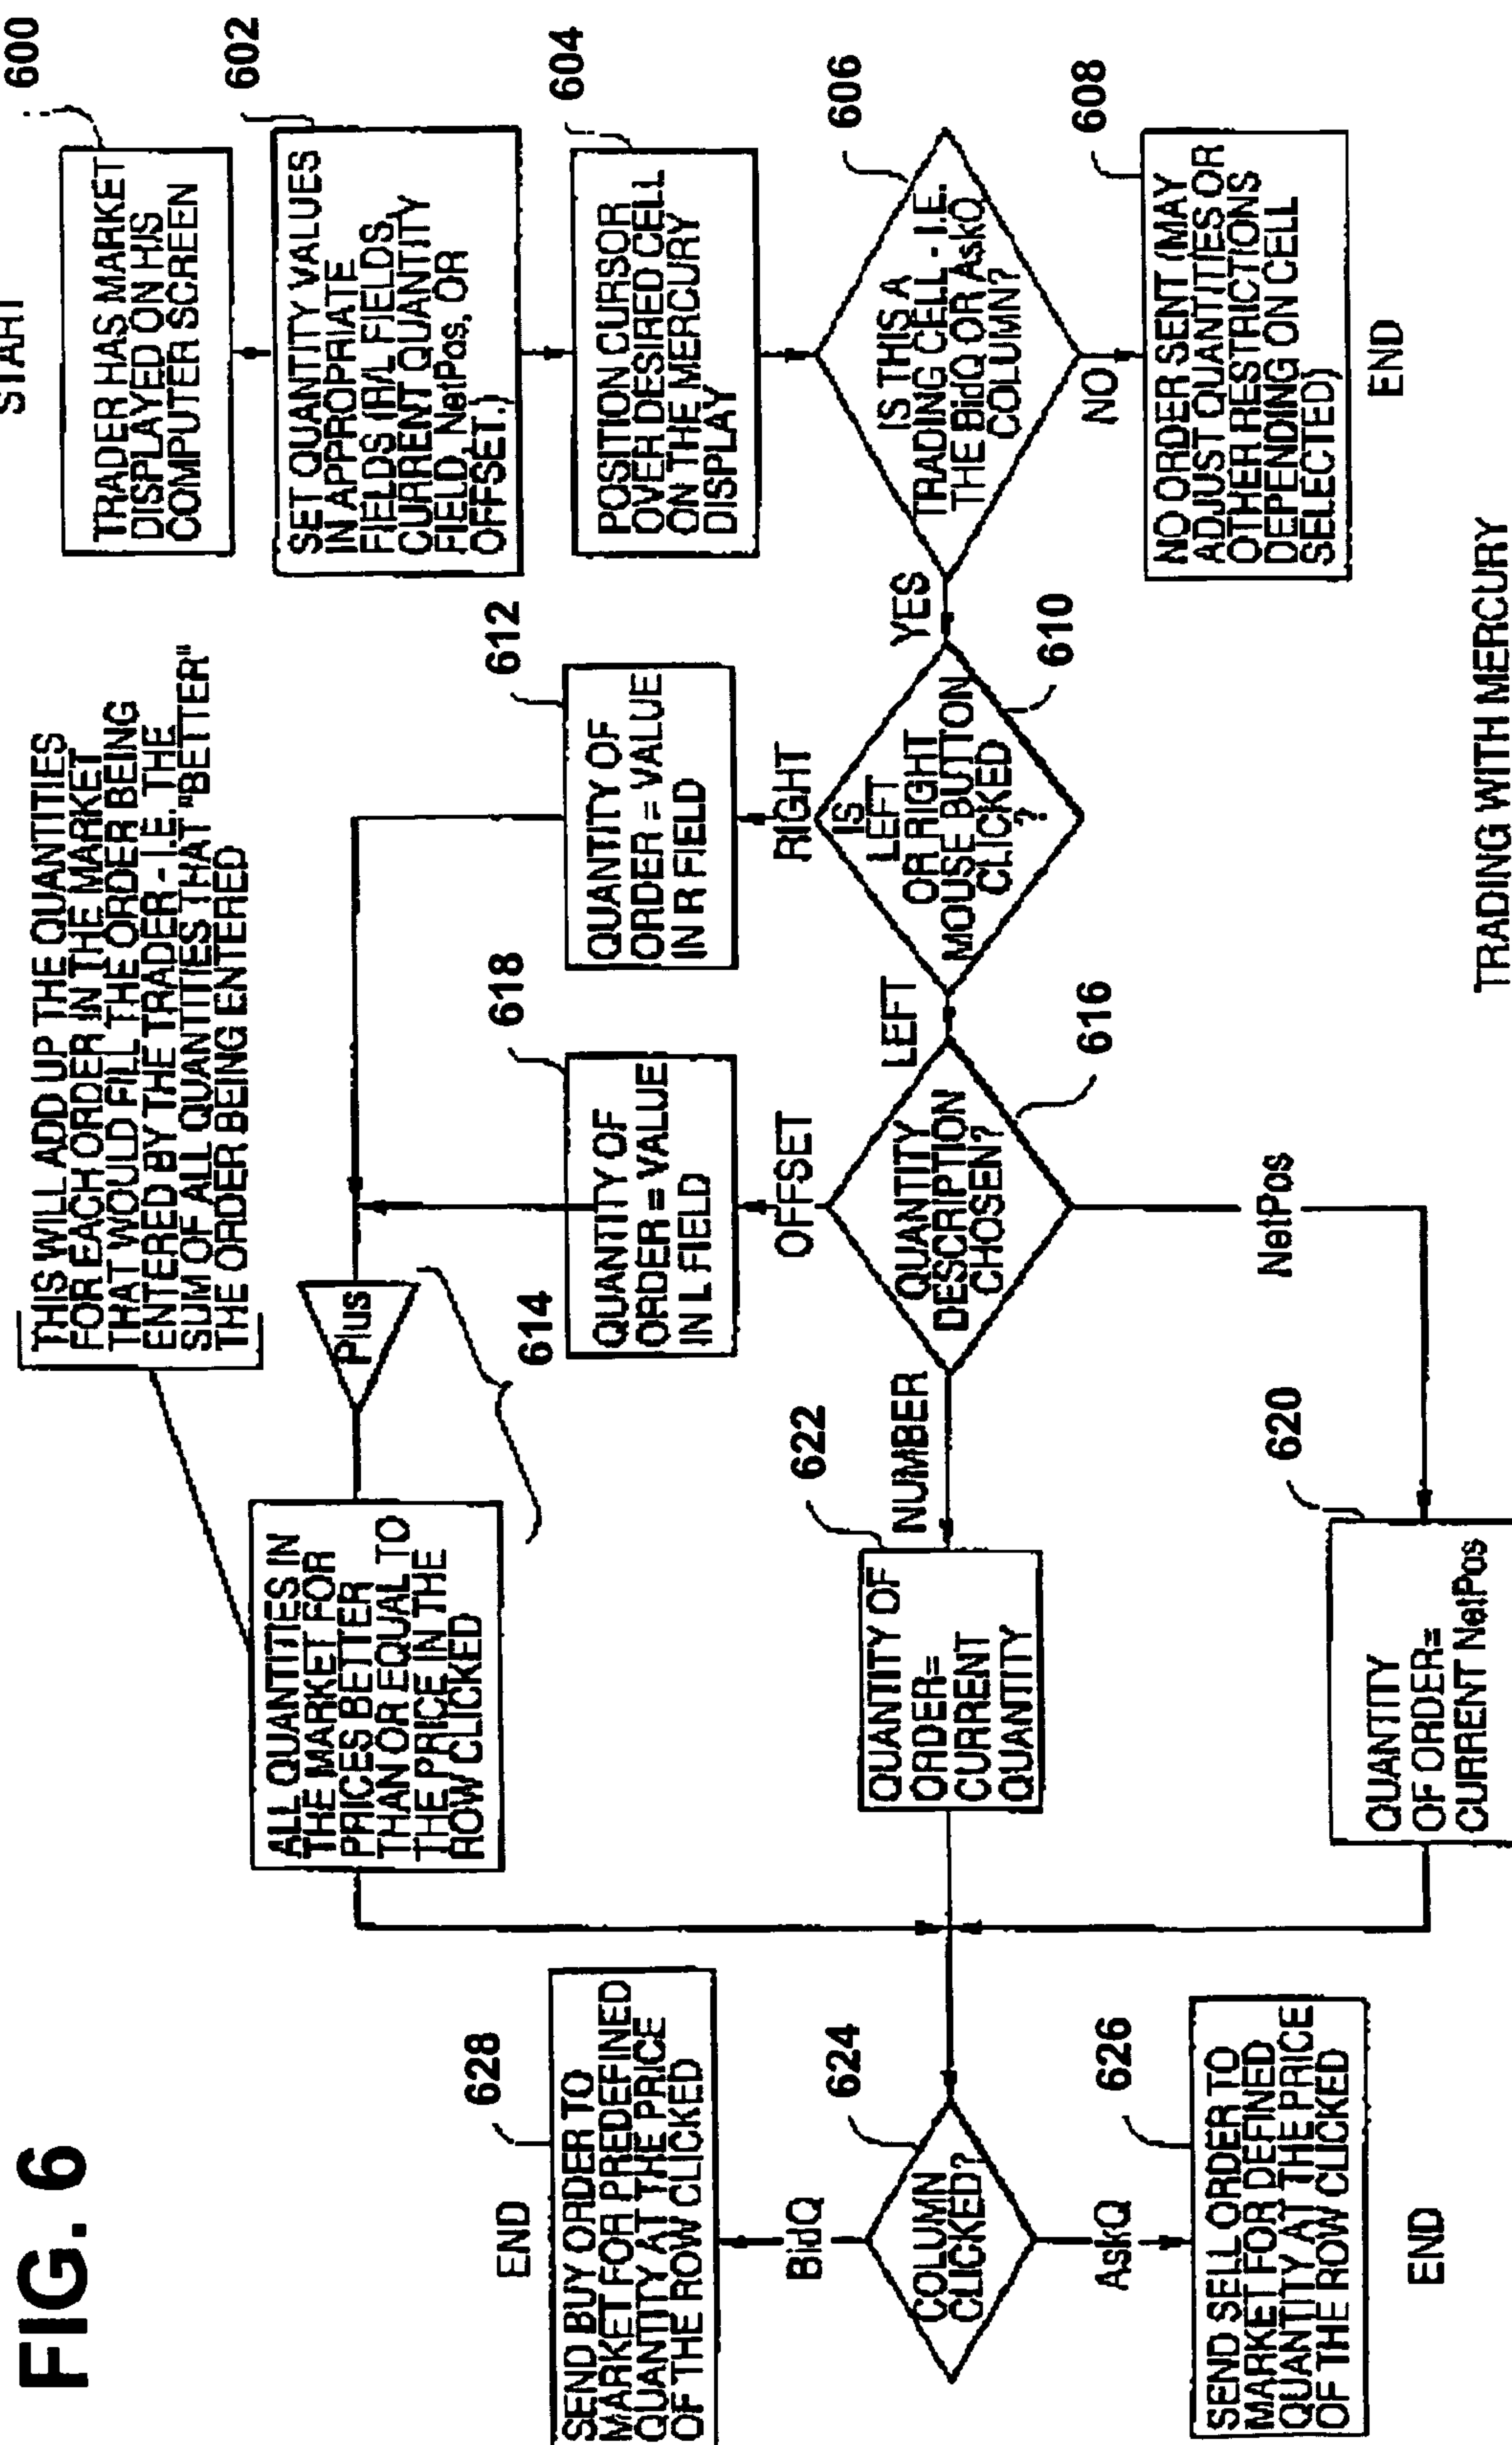 FIG. 6
START
600
TRADER HAS MARKET
DISPLAYED ON HIS
COMPUTER SCREEN
602
SET QUANTITY VALUES
IN APPROPRIATE
FIELDS (R/L FIELDS,
CURRENT QUANTITY
FIELD, NetPos, OR
OFFSET.)
604
POSITION CURSOR
OVER DESIRED CELL
ON THE MERCURY
DISPLAY
606
IS THIS A
TRADING CELL - I.E.
THE BidQ OR AskQ
COLUMN?
NO
608
NO ORDER SENT (MAY
ADJUST QUANTITIES OR
OTHER RESTRICTIONS
DEPENDING ON CELL
SELECTED)
END
YES
610
IS
LEFT
OR RIGHT
MOUSE BUTTON
CLICKED
?
RIGHT
612
QUANTITY OF
ORDER = VALUE
IN R FIELD
LEFT
616
QUANTITY
DESCRIPTION
CHOSEN?
OFFSET
618
QUANTITY OF
ORDER = VALUE
IN L FIELD
614
Plus
THIS WILL ADD UP THE QUANTITIES
FOR EACH ORDER IN THE MARKET
THAT WOULD FILL THE ORDER BEING
ENTERED BY THE TRADER - I.E. THE
SUM OF ALL QUANTITIES THAT "BETTER"
THE ORDER BEING ENTERED
ALL QUANTITIES IN
THE MARKET FOR
PRICES BETTER
THAN OR EQUAL TO
THE PRICE IN THE
ROW CLICKED
NUMBER
622
QUANTITY OF
ORDER=
CURRENT
QUANTITY
NetPos
620
QUANTITY
OF ORDER=
CURRENT NetPos
624
COLUMN
CLICKED?
BidQ
628
SEND BUY ORDER TO
MARKET FOR PREDEFINED
QUANTITY AT THE PRICE
OF THE ROW CLICKED
END
AskQ
626
SEND SELL ORDER TO
MARKET FOR DEFINED
QUANTITY AT THE PRICE
OF THE ROW CLICKED
END
TRADING WITH MERCURY